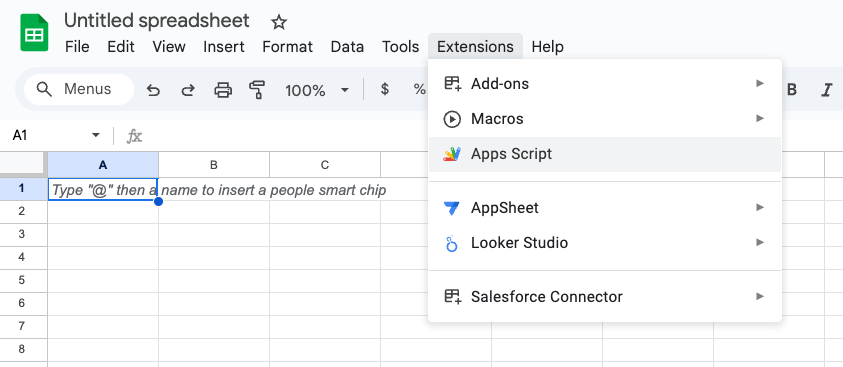 Untitled spreadsheet
File Edit View Insert Format Data Tools Extensions Help
Menus 100% $ % B I
A1 fx
A B C
1 Type "@" then a name to insert a people smart chip
2
3
4
5
6
7
8
Add-ons
Macros
Apps Script
AppSheet
Looker Studio
Salesforce Connector